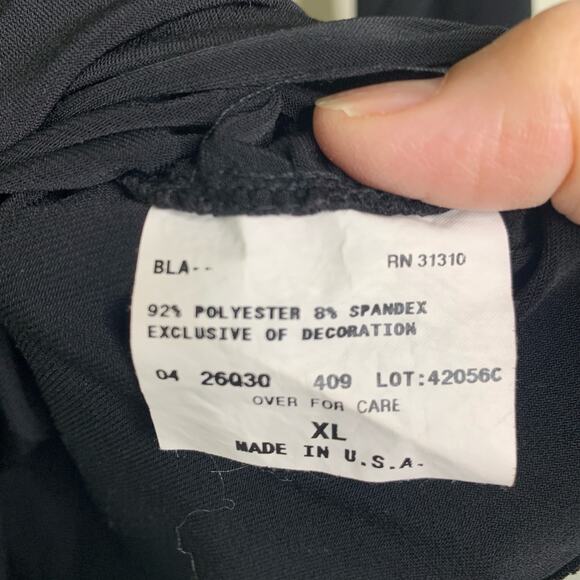 BLA-- RN 31310
92% POLYESTER 8% SPANDEX
EXCLUSIVE OF DECORATION
04 26Q30 409 LOT:42056C
OVER FOR CARE
XL
MADE IN U.S.A.